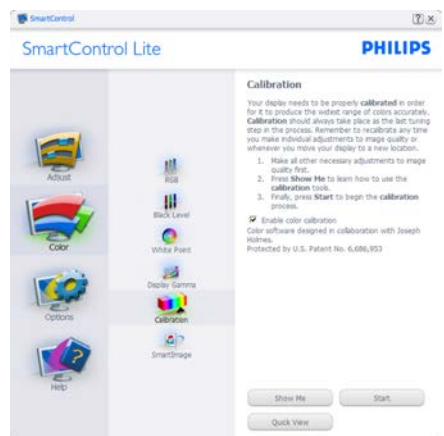 SmartControl
SmartControl Lite
PHILIPS
Adjust
Color
Options
Help
RGB
Black Level
White Point
Display Gamma
Calibration
SmartImage
Calibration
Your display needs to be properly calibrated in order
for it to produce the widest range of colors accurately.
Calibration should always take place as the last tuning
step in the process. Remember to recalibrate any time
you make individual adjustments to image quality or
whenever you move your display to a new location.
1. Make all other necessary adjustments to image
quality first.
2. Press Show Me to learn how to use the
calibration tools.
3. Finally, press Start to begin the calibration
process.
Enable color calibration
Color software designed in collaboration with Joseph
Holmes.
Protected by U.S. Patent No. 6,686,953
Show Me
Start
Quick View